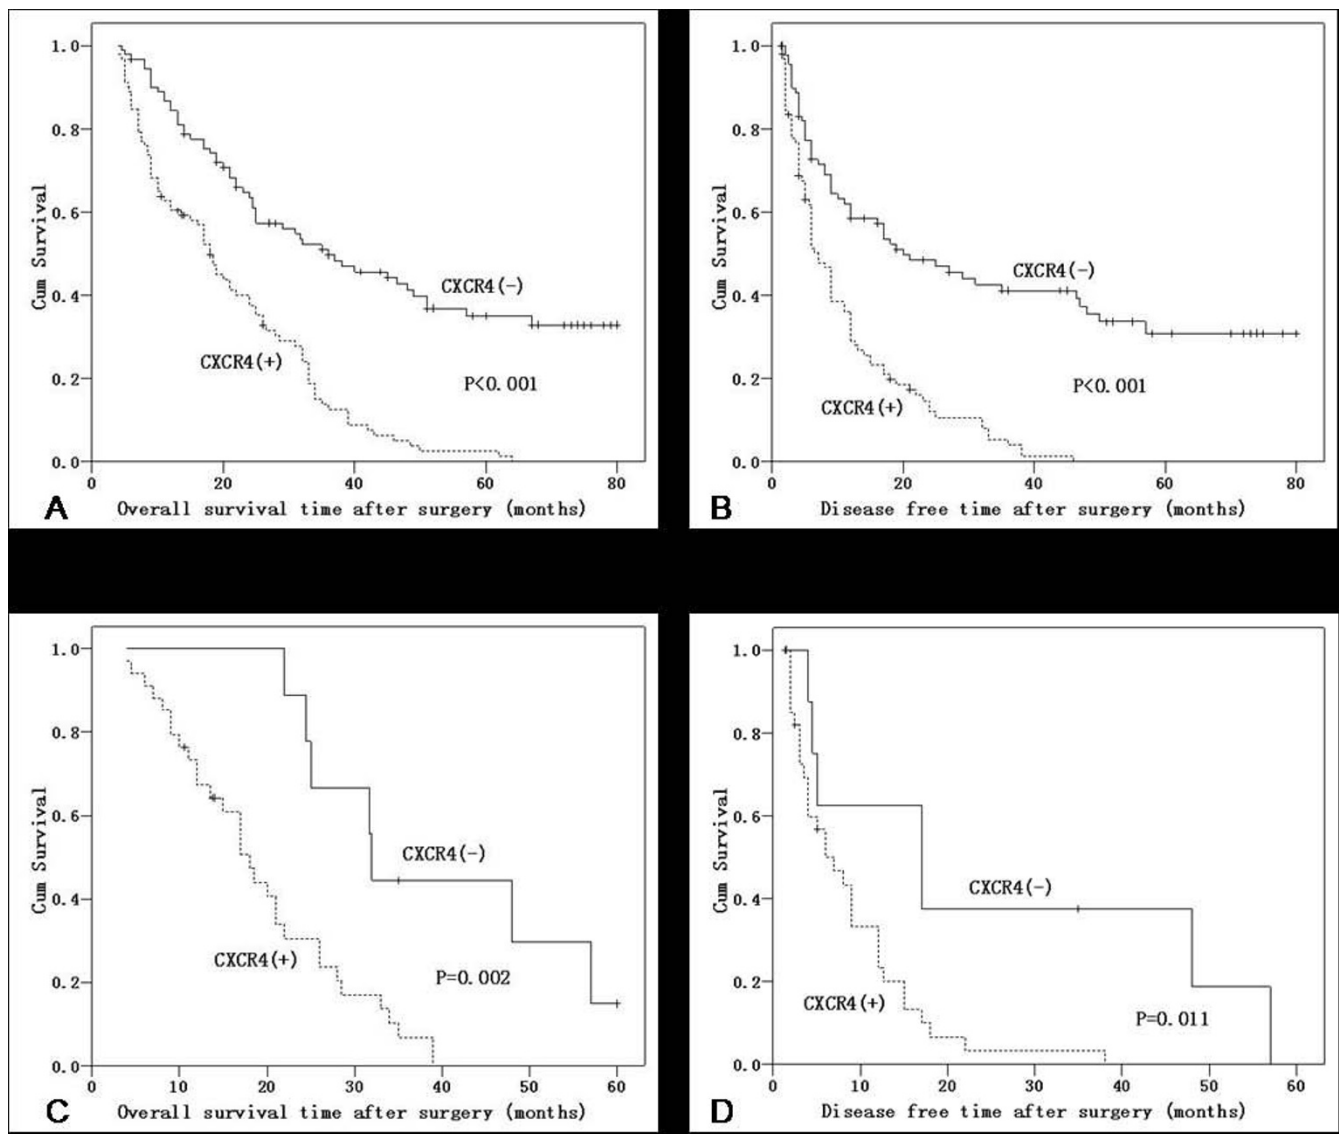 1.0
0.8
0.6
0.4
0.2
0.0
Cum Survival
CXCR4(-)
CXCR4(+)
P<0.001
0 20 40 60 80
A Overall survival time after surgery (months)
1.0
0.8
0.6
0.4
0.2
0.0
Cum Survival
CXCR4(-)
P<0.001
CXCR4(+)
0 20 40 60 80
B Disease free time after surgery (months)
1.0
0.8
0.6
0.4
0.2
0.0
Cum Survival
CXCR4(-)
CXCR4(+)
P=0.002
0 10 20 30 40 50 60
C Overall survival time after surgery (months)
1.0
0.8
0.6
0.4
0.2
0.0
Cum Survival
CXCR4(-)
CXCR4(+)
P=0.011
0 10 20 30 40 50 60
D Disease free time after surgery (months)